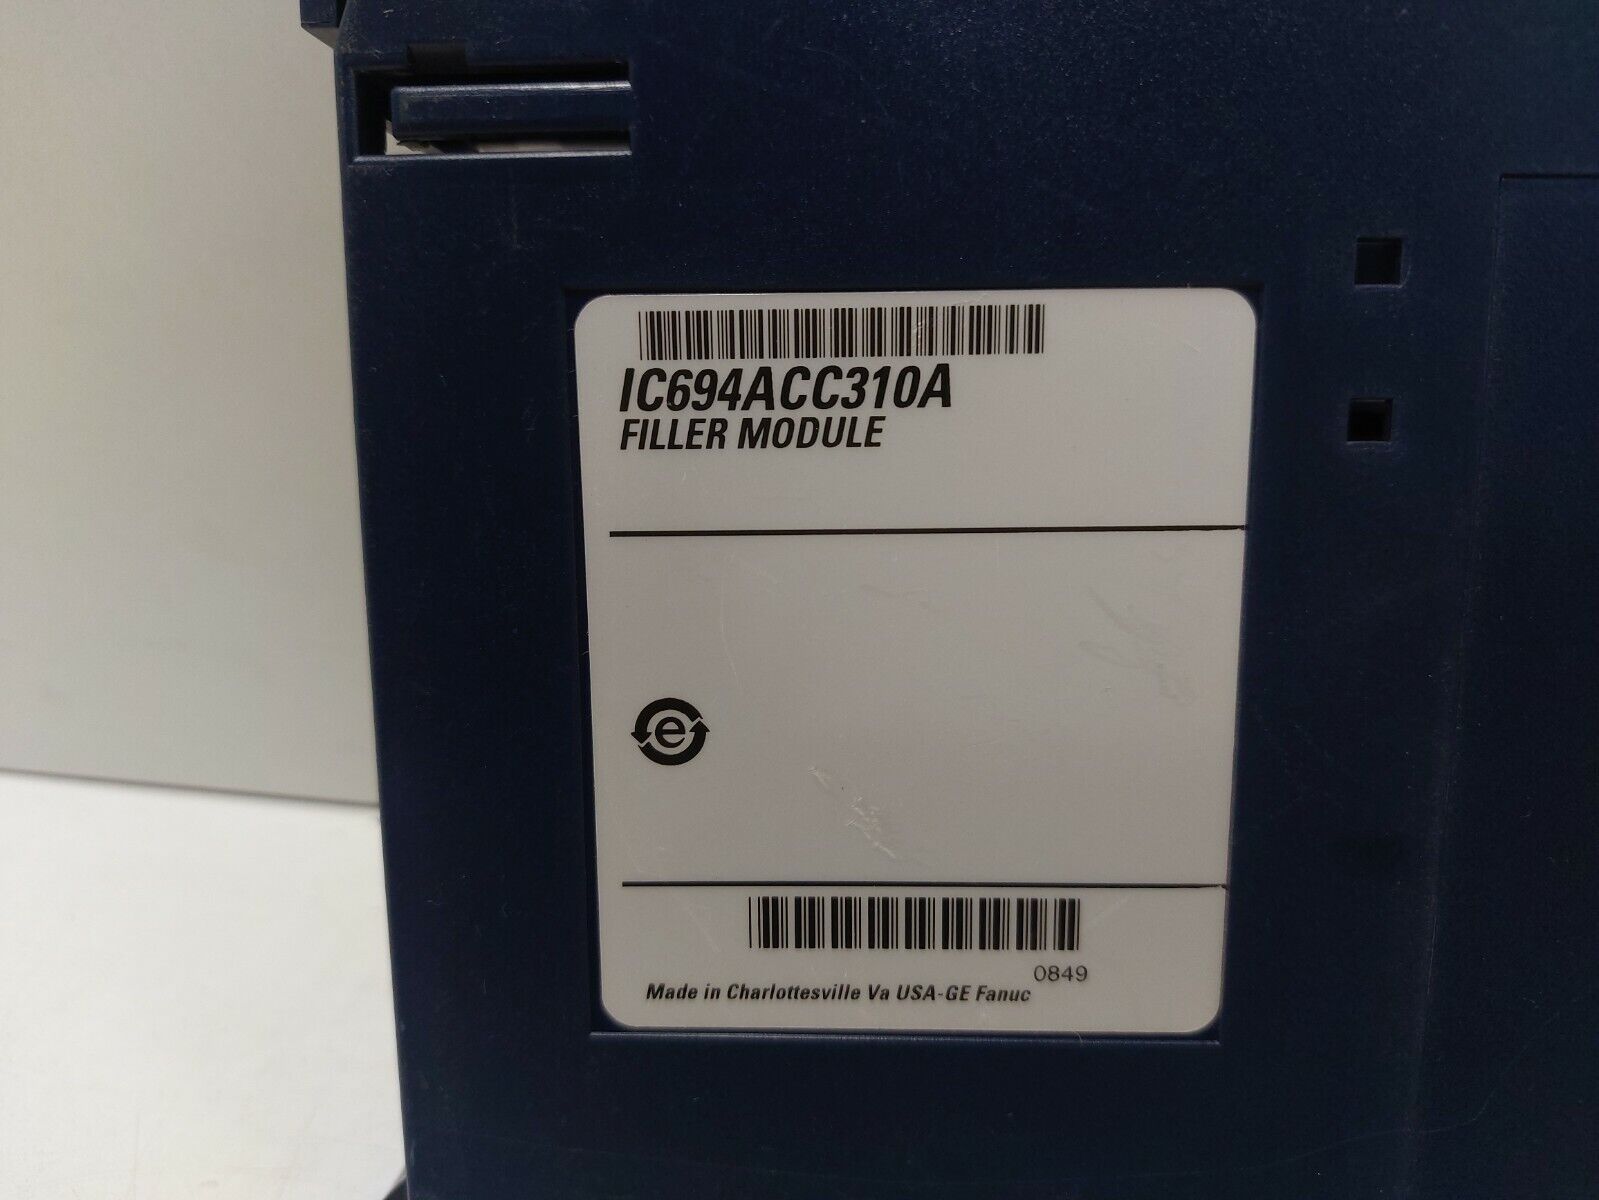 IC694ACC310A
FILLER MODULE
e
0849
Made in Charlottesville Va USA-GE Fanuc